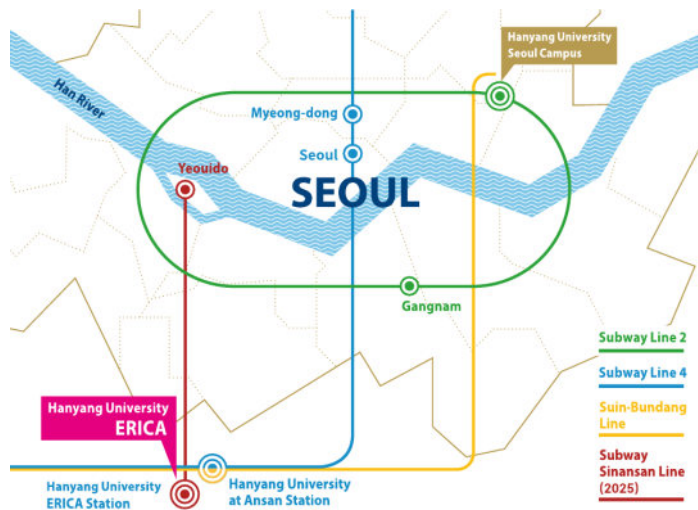 Hanyang University
Seoul Campus
Han River
Myeong-dong
Seoul
Yeouido
SEOUL
Gangnam
Subway Line 2
Subway Line 4
Suin-Bundang
Line
Subway
Sinansan Line
(2025)
Hanyang University
ERICA
Hanyang University
ERICA Station
Hanyang University
at Ansan Station